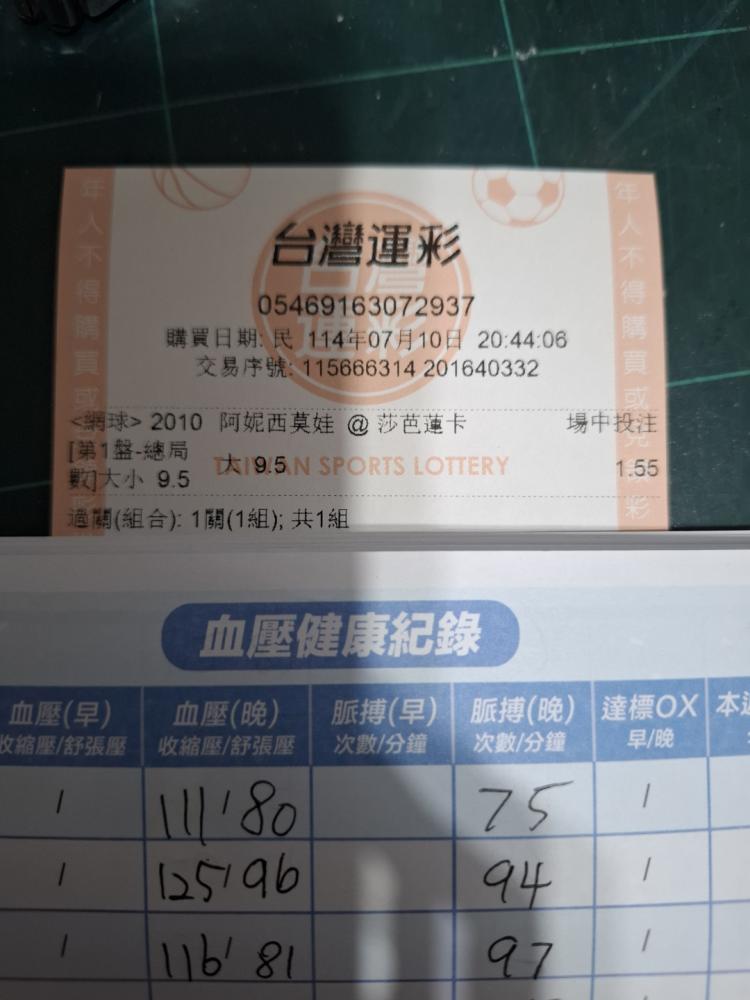 台灣運彩
05469163072937
購買日期: 民 114年07月10日 20:44:06
交易序號: 115666314 201640332
<網球> 2010 阿妮西莫娃 @ 莎芭蓮卡 場中投注
[第1盤-總局數]大小 9.5 大 9.5 1.55
TAIWAN SPORTS LOTTERY
過關(組合): 1關(1組); 共1組
年人不得購買或
年人不得購買或兌 彩
血壓健康紀錄
血壓(早) 血壓(晚) 脈搏(早) 脈搏(晚) 達標OX
收縮壓/舒張壓 收縮壓/舒張壓 次數/分鐘 次數/分鐘 早/晚
/ 111/80 75 /
/ 125/96 94 /
/ 116/81 97 /